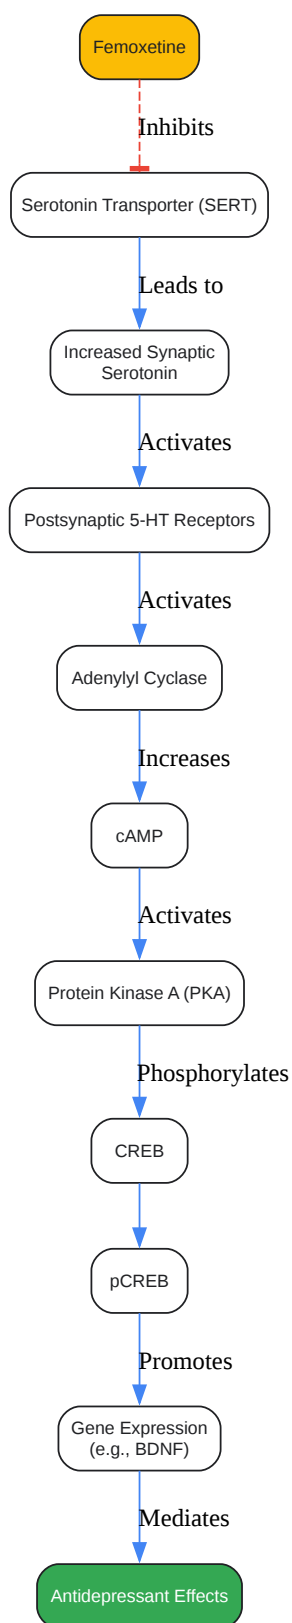 Femoxetine
Inhibits
Serotonin Transporter (SERT)
Leads to
Increased Synaptic
Serotonin
Activates
Postsynaptic 5-HT Receptors
Activates
Adenylyl Cyclase
Increases
cAMP
Activates
Protein Kinase A (PKA)
Phosphorylates
CREB
pCREB
Promotes
Gene Expression
(e.g., BDNF)
Mediates
Antidepressant Effects